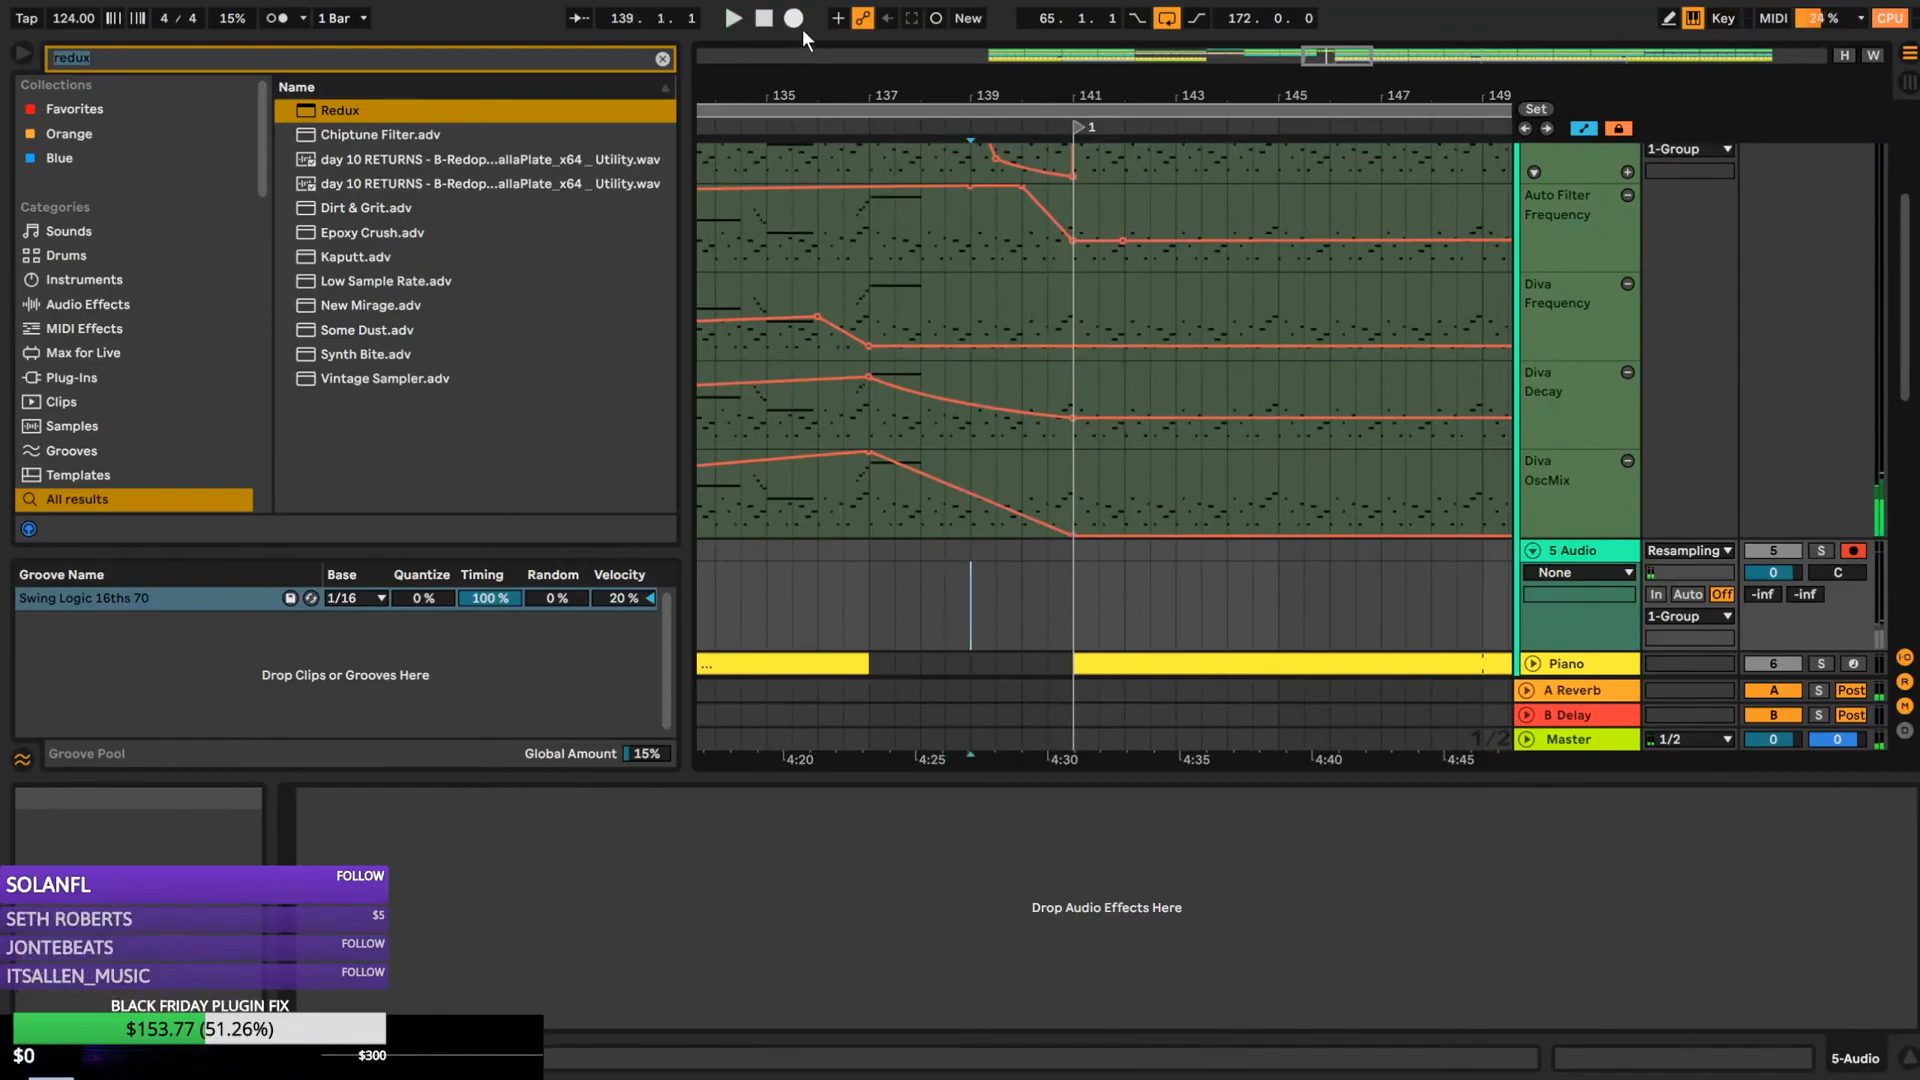 Tap 124.00 4 / 4 15% 1 Bar 139. 1. 1 New 65. 1. 1 172. 0. 0 Key MIDI 24 % CPU
redux
H W
Collections
Favorites
Orange
Blue
Categories
Sounds
Drums
Instruments
Audio Effects
MIDI Effects
Max for Live
Plug-Ins
Clips
Samples
Grooves
Templates
All results
Name
Redux
Chiptune Filter.adv
day 10 RETURNS - B-Redop...allaPlate_x64 _ Utility.wav
day 10 RETURNS - B-Redop...allaPlate_x64 _ Utility.wav
Dirt & Grit.adv
Epoxy Crush.adv
Kaputt.adv
Low Sample Rate.adv
New Mirage.adv
Some Dust.adv
Synth Bite.adv
Vintage Sampler.adv
135 137 139 141 143 145 147 149
Set
1
1-Group
Auto Filter
Frequency
Diva
Frequency
Diva
Decay
Diva
OscMix
5 Audio Resampling 5 S
None 0 C
In Auto Off -inf -inf
1-Group
... Piano 6 S
A Reverb A S Post
B Delay B S Post
1/2 Master 1/2 0 0
4:20 4:25 4:30 4:35 4:40 4:45
Groove Name Base Quantize Timing Random Velocity
Swing Logic 16ths 70 1/16 0 % 100 % 0 % 20 %
Drop Clips or Grooves Here
Groove Pool Global Amount 15%
Drop Audio Effects Here
SOLANFL FOLLOW
SETH ROBERTS $5
JONTEBEATS FOLLOW
ITSALLEN_MUSIC FOLLOW
BLACK FRIDAY PLUGIN FIX
$153.77 (51.26%)
$0 $300
5-Audio